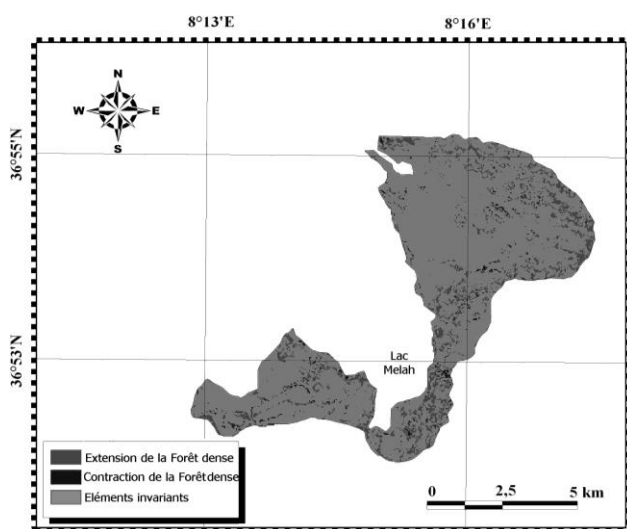 8°13'E 8°16'E
N
W E
S
36°55'N
36°53'N
Lac
Melah
Extension de la Forêt dense
Contraction de la Forêtdense
Eléments invariants
0 2,5 5 km